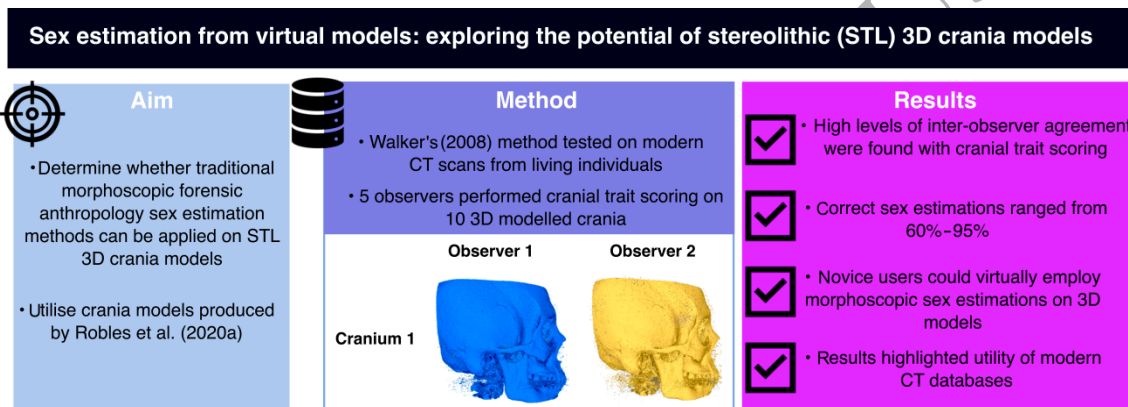 Sex estimation from virtual models: exploring the potential of stereolithic (STL) 3D crania models
Aim
• Determine whether traditional
morphoscopic forensic
anthropology sex estimation
methods can be applied on STL
3D crania models
• Utilise crania models produced
by Robles et al. (2020a)
Method
• Walker's (2008) method tested on modern
CT scans from living individuals
• 5 observers performed cranial trait scoring on
10 3D modelled crania
Observer 1 Observer 2
Cranium 1
Results
• High levels of inter-observer agreement
were found with cranial trait scoring
• Correct sex estimations ranged from
60%–95%
• Novice users could virtually employ
morphoscopic sex estimations on 3D
models
• Results highlighted utility of modern
CT databases